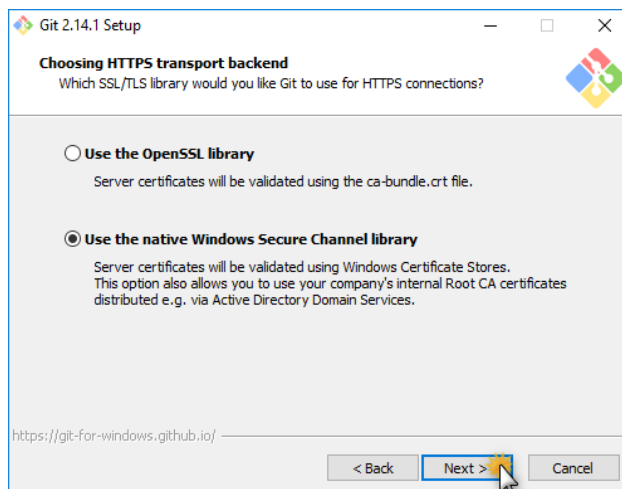 Git 2.14.1 Setup
Choosing HTTPS transport backend
Which SSL/TLS library would you like Git to use for HTTPS connections?
Use the OpenSSL library
Server certificates will be validated using the ca-bundle.crt file.
Use the native Windows Secure Channel library
Server certificates will be validated using Windows Certificate Stores.
This option also allows you to use your company's internal Root CA certificates
distributed e.g. via Active Directory Domain Services.
https://git-for-windows.github.io/
< Back Next > Cancel